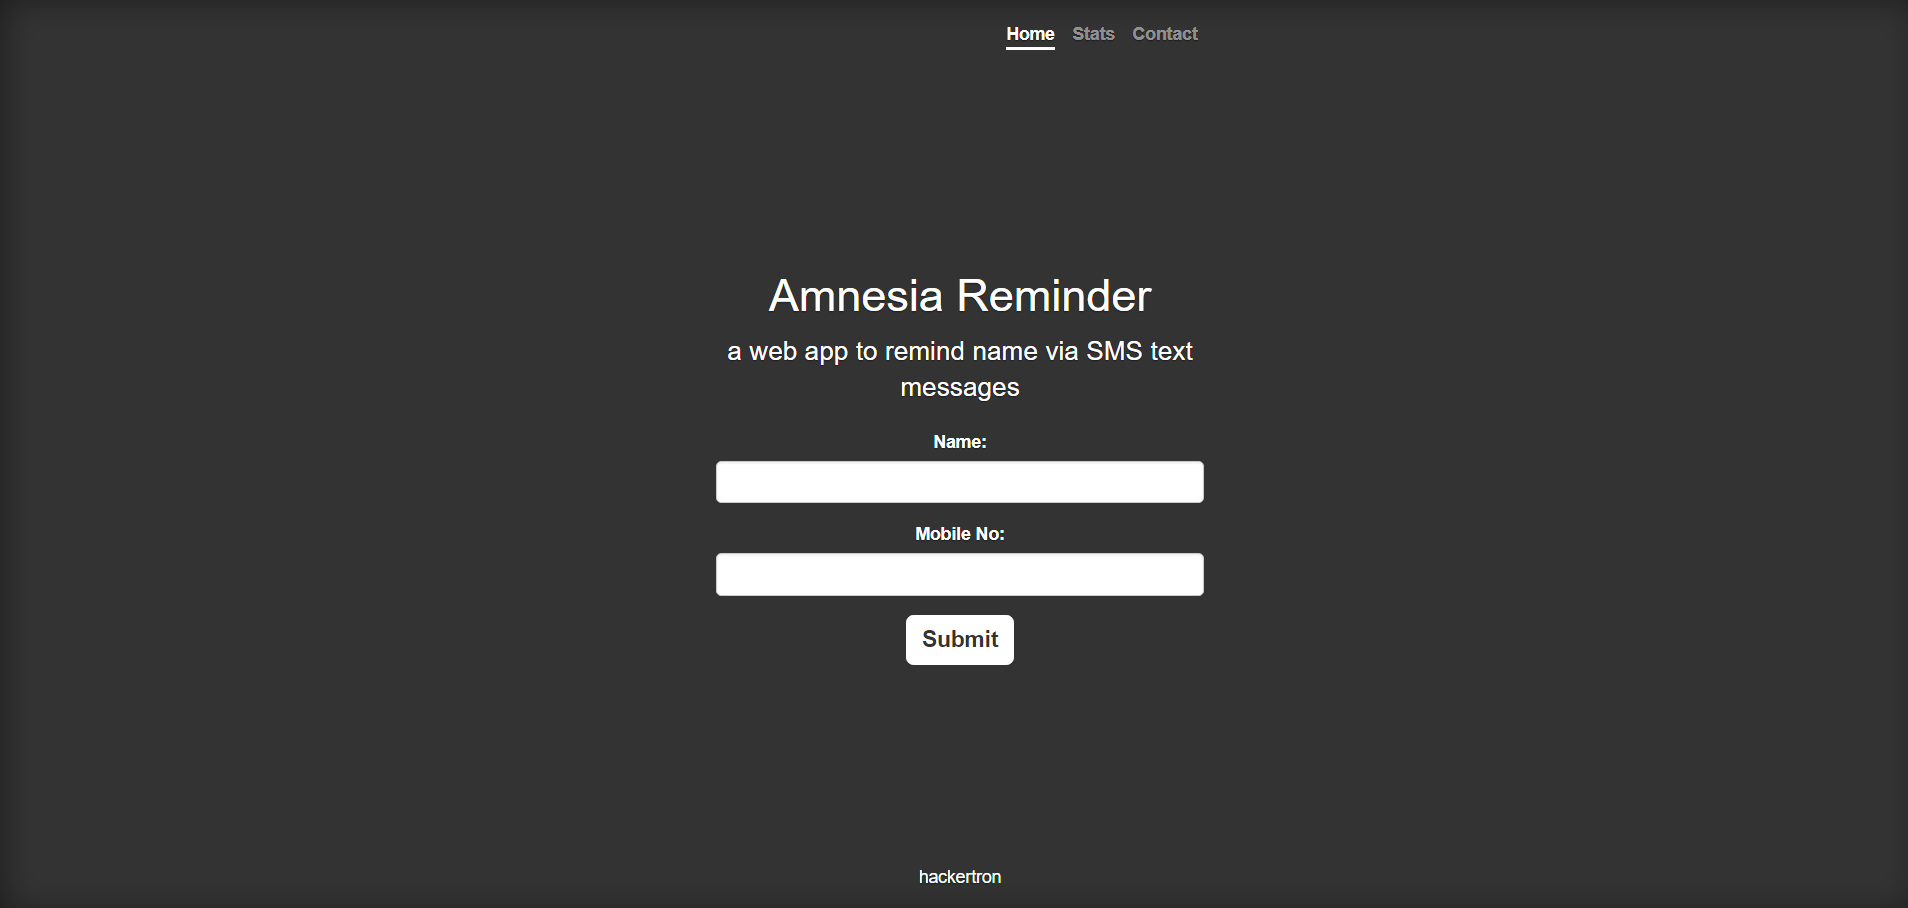 Home Stats Contact
Amnesia Reminder
a web app to remind name via SMS text
messages
Name:
Mobile No:
Submit
hackertron